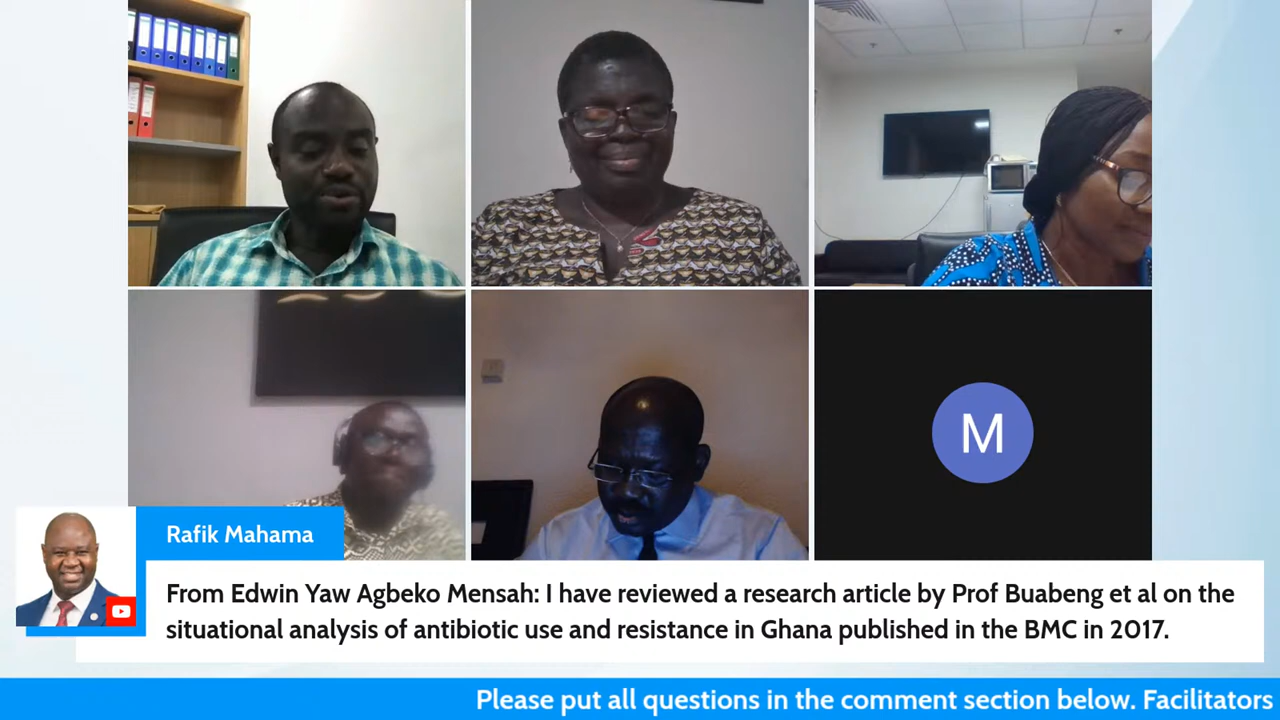 M
Rafik Mahama
From Edwin Yaw Agbeko Mensah: I have reviewed a research article by Prof Buabeng et al on the
situational analysis of antibiotic use and resistance in Ghana published in the BMC in 2017.
Please put all questions in the comment section below. Facilitators